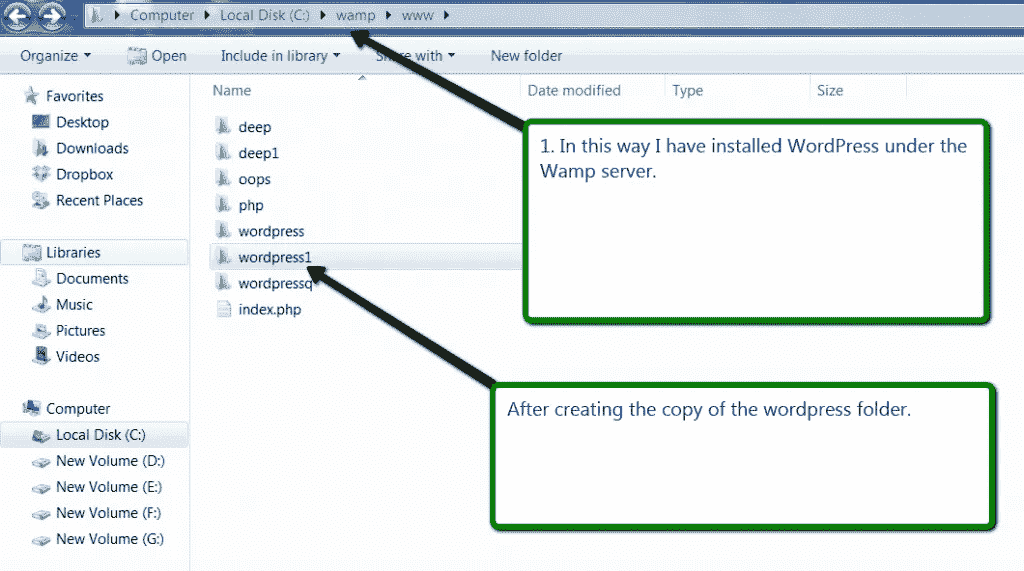 Computer Local Disk (C:) wamp www
Organize Open Include in library Share with New folder
Name Date modified Type Size
Favorites
Desktop
Downloads
Dropbox
Recent Places
Libraries
Documents
Music
Pictures
Videos
Computer
Local Disk (C:)
New Volume (D:)
New Volume (E:)
New Volume (F:)
New Volume (G:)
deep
deep1
oops
php
wordpress
wordpress1
wordpressq
index.php
1. In this way I have installed WordPress under the
Wamp server.
After creating the copy of the wordpress folder.